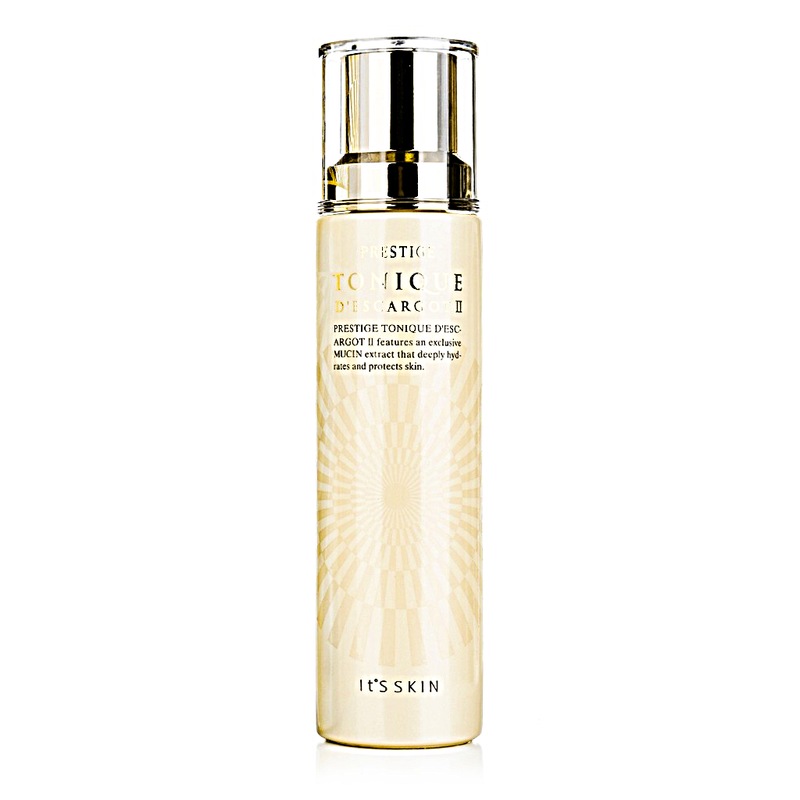 PRESTIGE
TONIQUE
D'ESCARGOT II
PRESTIGE TONIQUE D'ESC-
ARGOT II features an exclusive
MUCIN extract that deeply hyd-
rates and protects skin.
It'S SKIN